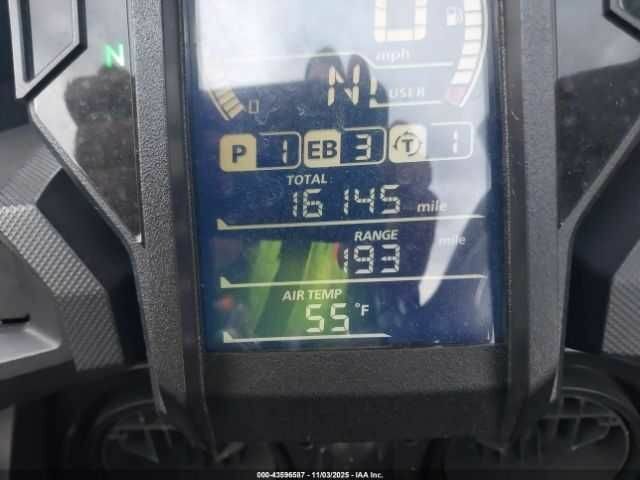 0
mph
N
N
USER
P 1 EB 3 T 1
TOTAL
16145 mile
RANGE
mile
193
AIR TEMP
55 °F
000-43596587 - 11/03/2025 - IAA Inc.